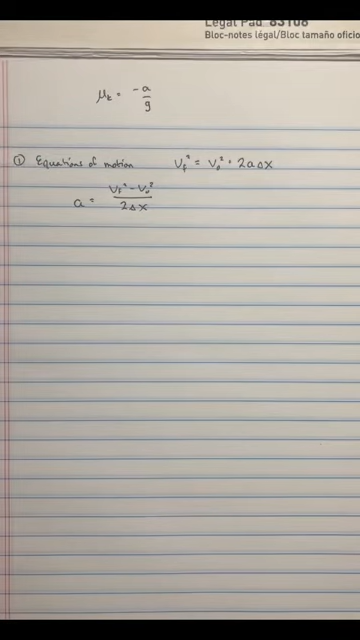 Legal Pad 83108
Bloc-notes légal/Bloc tamaño oficio
μk = -a/g
① Equations of motion Vf² = V₀² + 2aΔx
a = (Vf² - V₀²)/(2Δx)